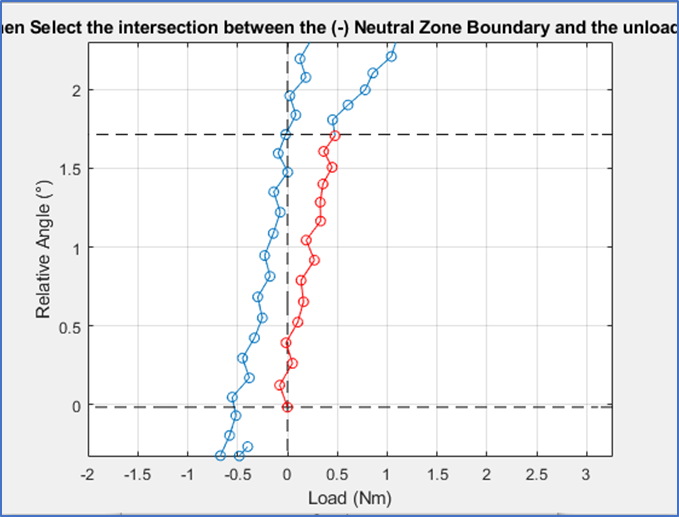 en Select the intersection between the (-) Neutral Zone Boundary and the unload
2
1.5
1
0.5
0
Relative Angle (°)
-2 -1.5 -1 -0.5 0 0.5 1 1.5 2 2.5 3
Load (Nm)